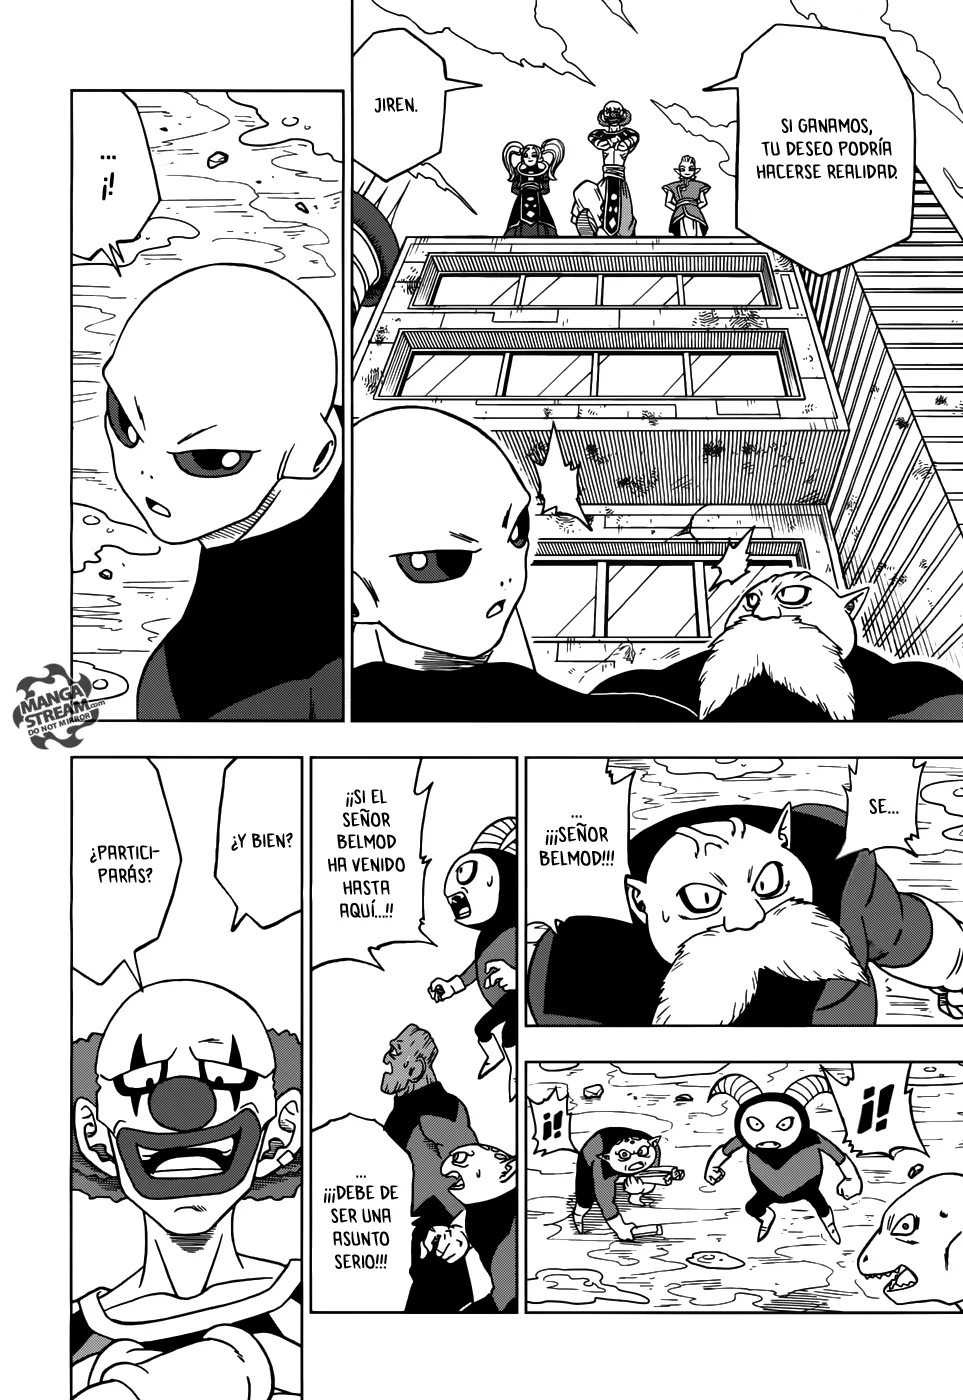 SI GANAMOS,
TU DESEO PODRÍA
HACERSE REALIDAD.
JIREN.
...
¡!
SE...
...
¡¡¡SEÑOR
BELMOD!!!
¡!
¡!
¡¡SI EL
SEÑOR
BELMOD
HA VENIDO
HASTA
AQUÍ...!!
...
¡¡¡DEBE DE
SER UNA
ASUNTO
SERIO!!!
¿Y BIEN?
¿PARTICI-
PARÁS?
MANGA
STREAM.com
DO NOT MIRROR